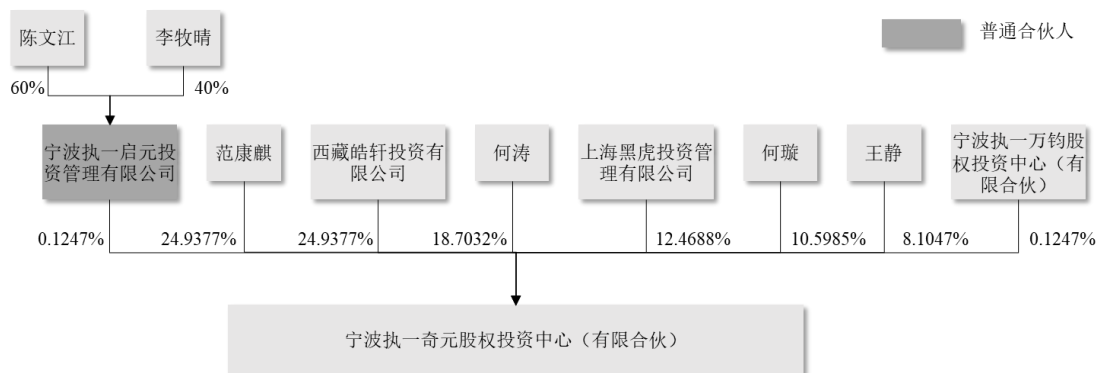 陈文江
李牧晴
普通合伙人
60%
40%
宁波执一启元投
资管理有限公司
范康麒
西藏皓轩投资有
限公司
何涛
上海黑虎投资管
理有限公司
何璇
王静
宁波执一万钧股
权投资中心（有
限合伙）
0.1247%
24.9377%
24.9377%
18.7032%
12.4688%
10.5985%
8.1047%
0.1247%
宁波执一奇元股权投资中心（有限合伙）